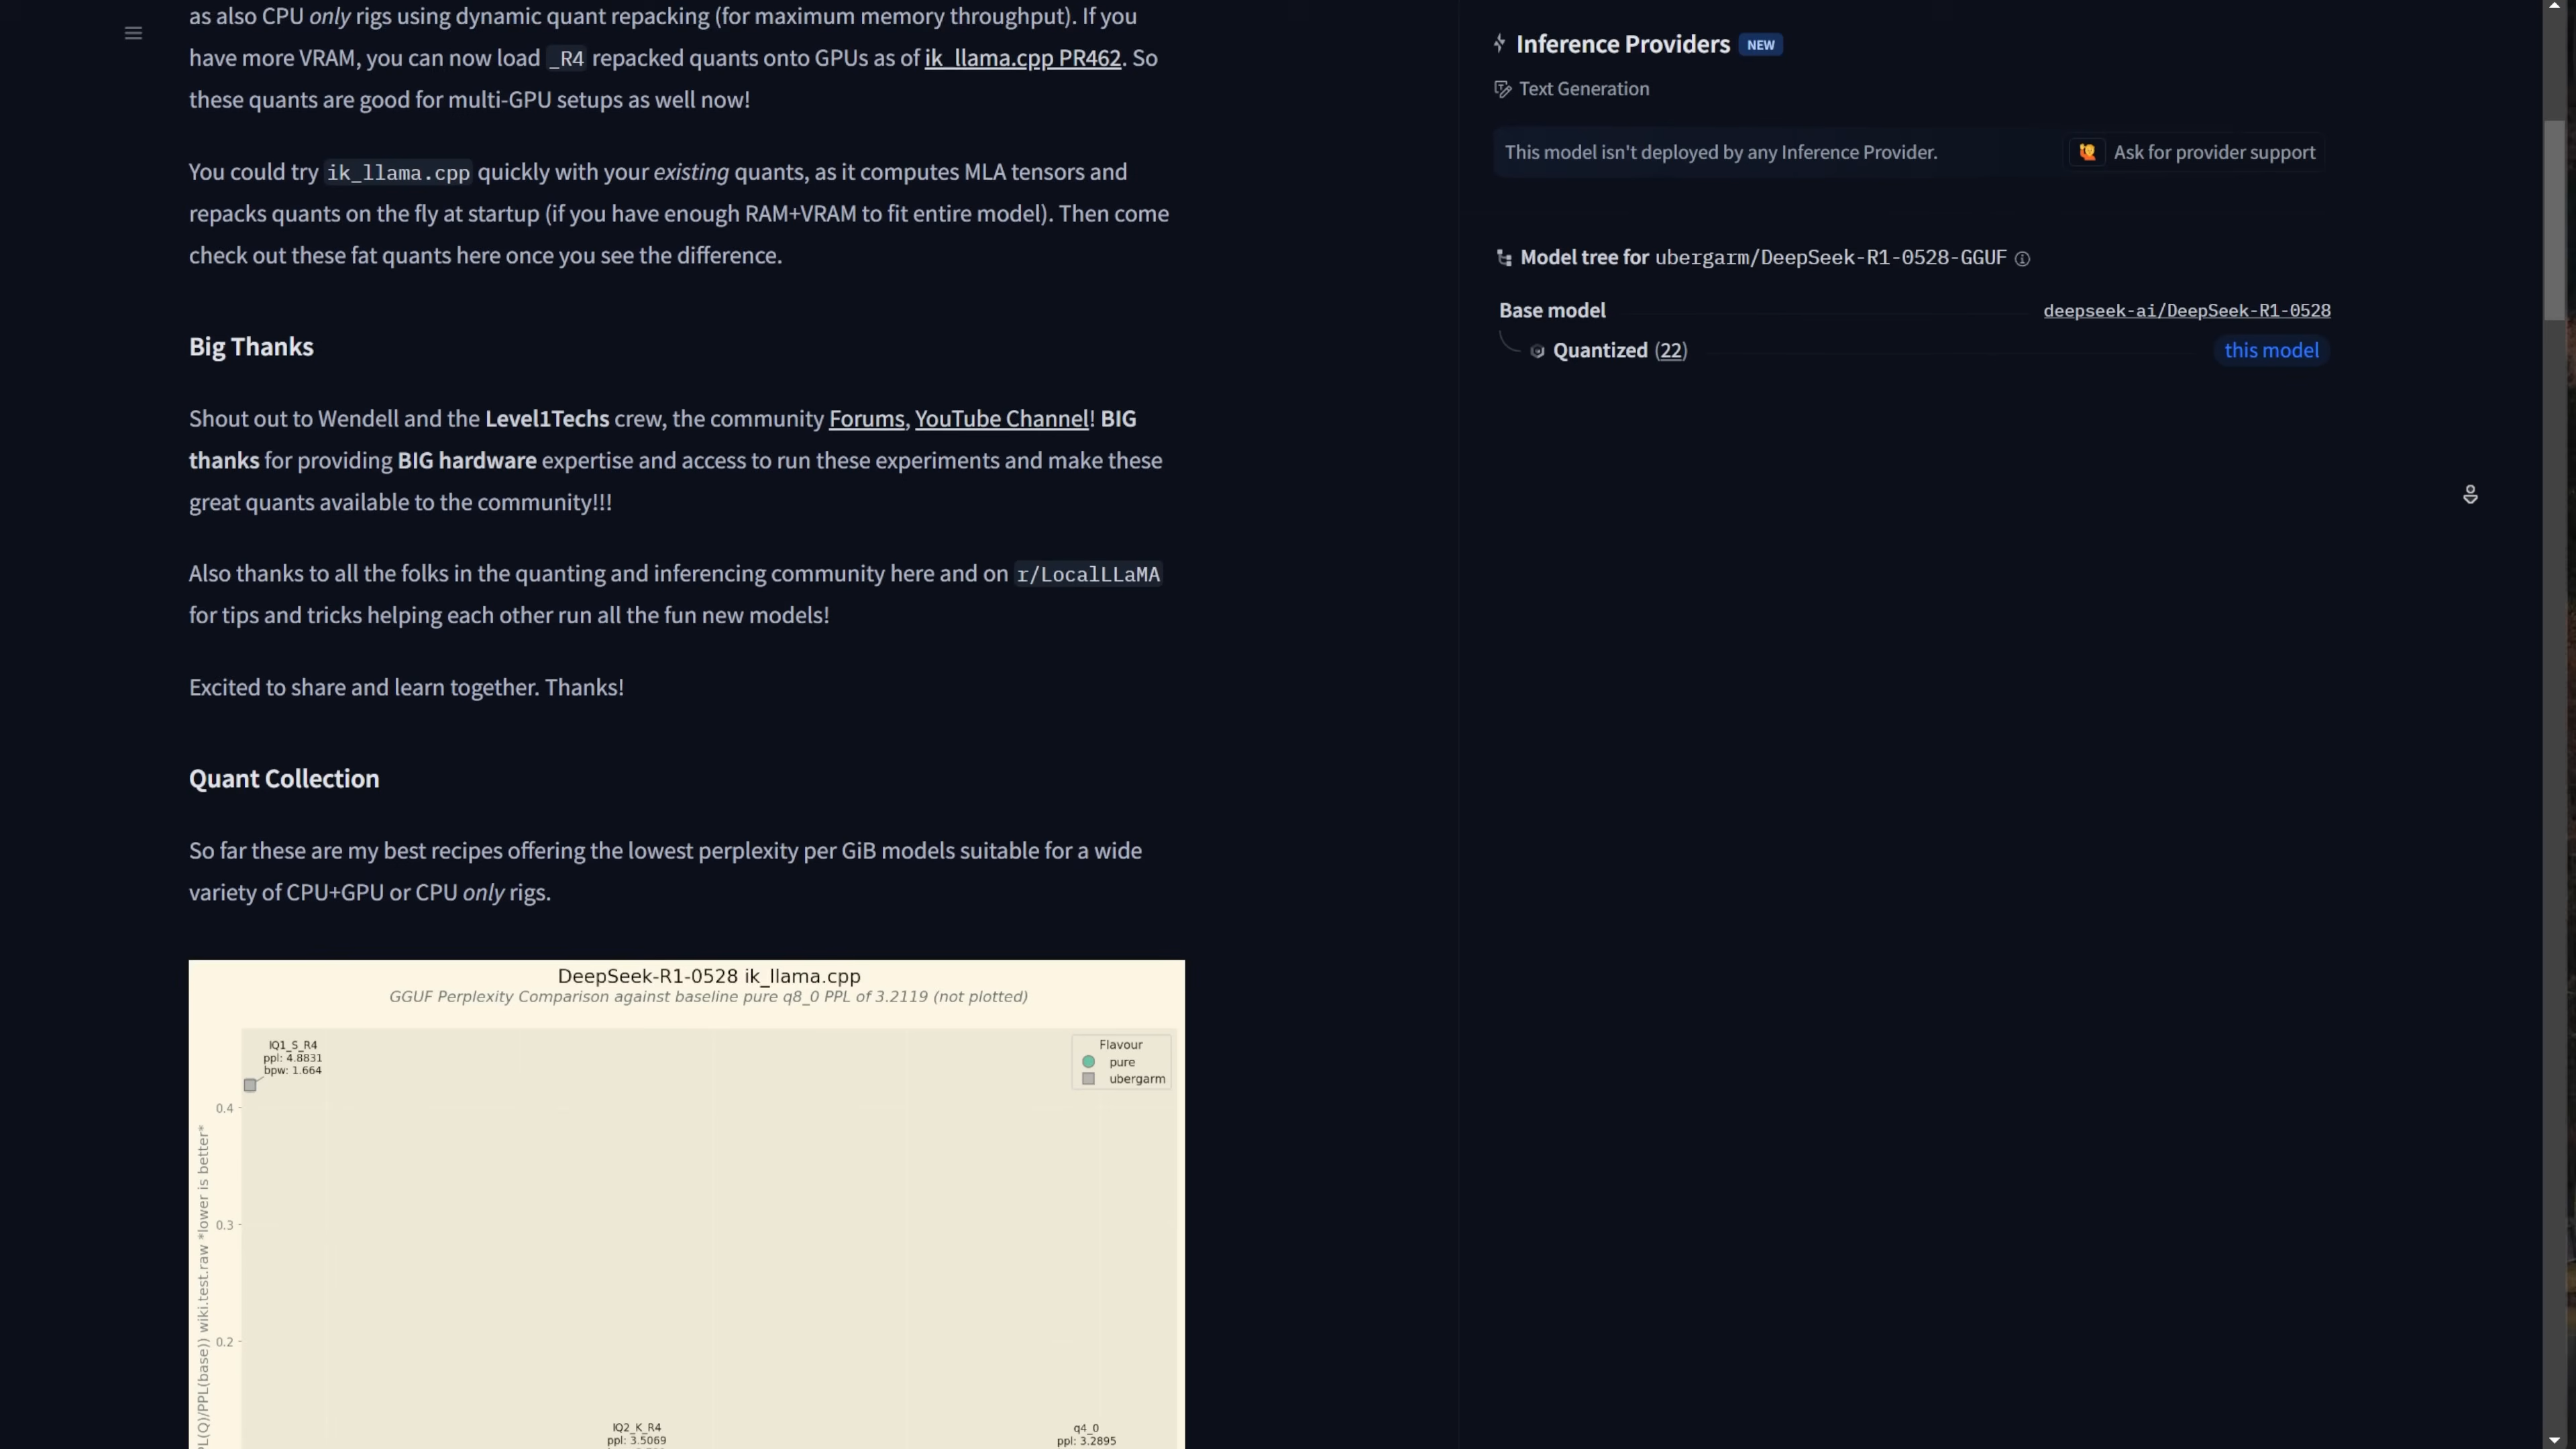 as also CPU only rigs using dynamic quant repacking (for maximum memory throughput). If you
have more VRAM, you can now load _R4 repacked quants onto GPUs as of ik_llama.cpp PR462. So
these quants are good for multi-GPU setups as well now!
You could try ik_llama.cpp quickly with your existing quants, as it computes MLA tensors and
repacks quants on the fly at startup (if you have enough RAM+VRAM to fit entire model). Then come
check out these fat quants here once you see the difference.
Big Thanks
Shout out to Wendell and the Level1Techs crew, the community Forums, YouTube Channel! BIG
thanks for providing BIG hardware expertise and access to run these experiments and make these
great quants available to the community!!!
Also thanks to all the folks in the quanting and inferencing community here and on r/LocalLLaMA
for tips and tricks helping each other run all the fun new models!
Excited to share and learn together. Thanks!
Quant Collection
So far these are my best recipes offering the lowest perplexity per GiB models suitable for a wide
variety of CPU+GPU or CPU only rigs.
DeepSeek-R1-0528 ik_llama.cpp
GGUF Perplexity Comparison against baseline pure q8_0 PPL of 3.2119 (not plotted)
IQ1_S_R4
ppl: 4.8831
bpw: 1.664
Flavour
pure
ubergarm
0.4
0.3
0.2
PL(Q)/PPL(base)) wiki.test.raw *lower is better*
IQ2_K_R4
ppl: 3.5069
q4_0
ppl: 3.2895
Inference Providers NEW
Text Generation
This model isn't deployed by any Inference Provider.
Ask for provider support
Model tree for ubergarm/DeepSeek-R1-0528-GGUF
Base model
deepseek-ai/DeepSeek-R1-0528
Quantized (22)
this model